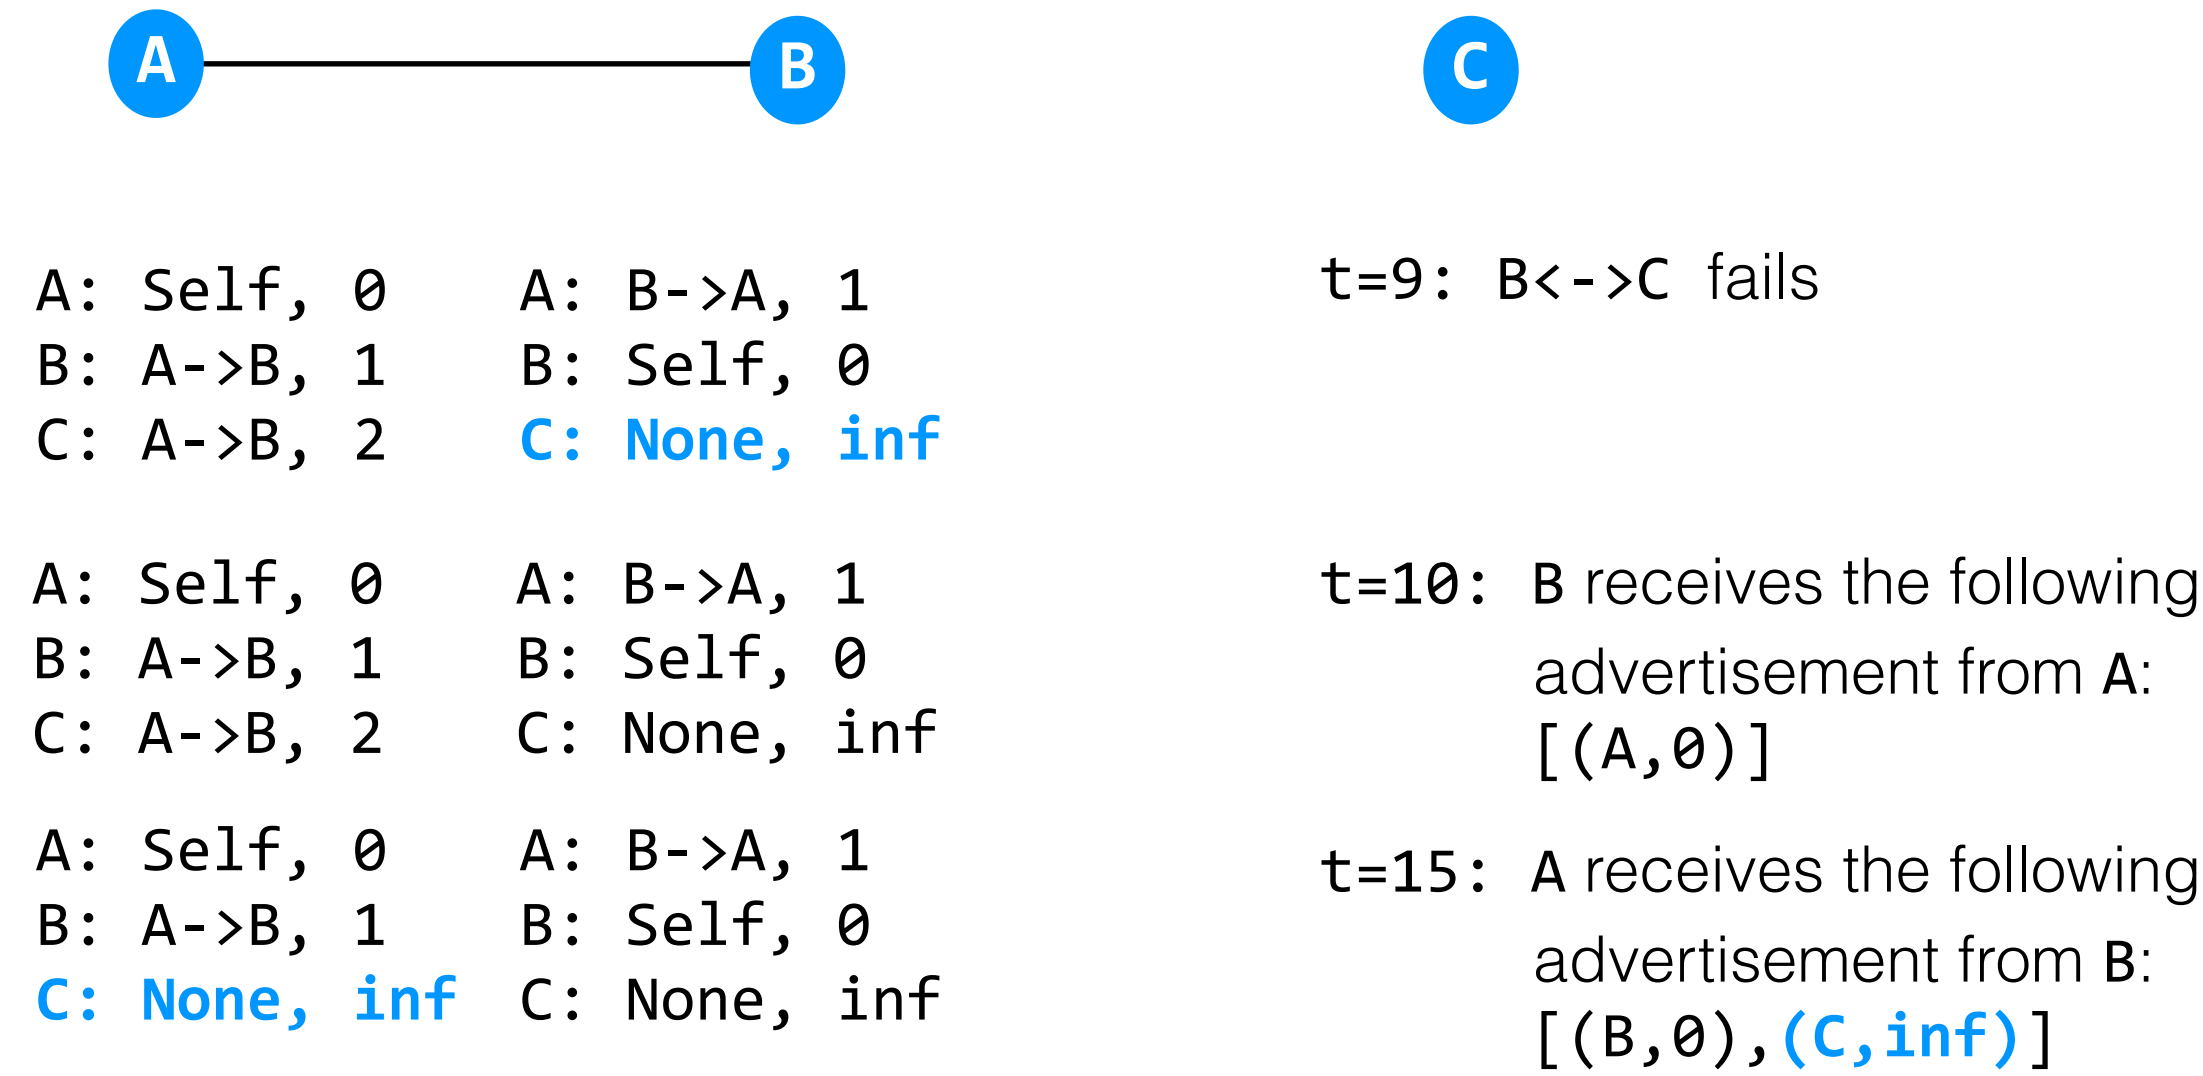 A B C
A: Self, 0 A: B->A, 1 t=9: B<->C fails
B: A->B, 1 B: Self, 0
C: A->B, 2 C: None, inf
A: Self, 0 A: B->A, 1 t=10: B receives the following
B: A->B, 1 B: Self, 0 advertisement from A:
C: A->B, 2 C: None, inf [(A,0)]
A: Self, 0 A: B->A, 1 t=15: A receives the following
B: A->B, 1 B: Self, 0 advertisement from B:
C: None, inf C: None, inf [(B,0),(C,inf)]